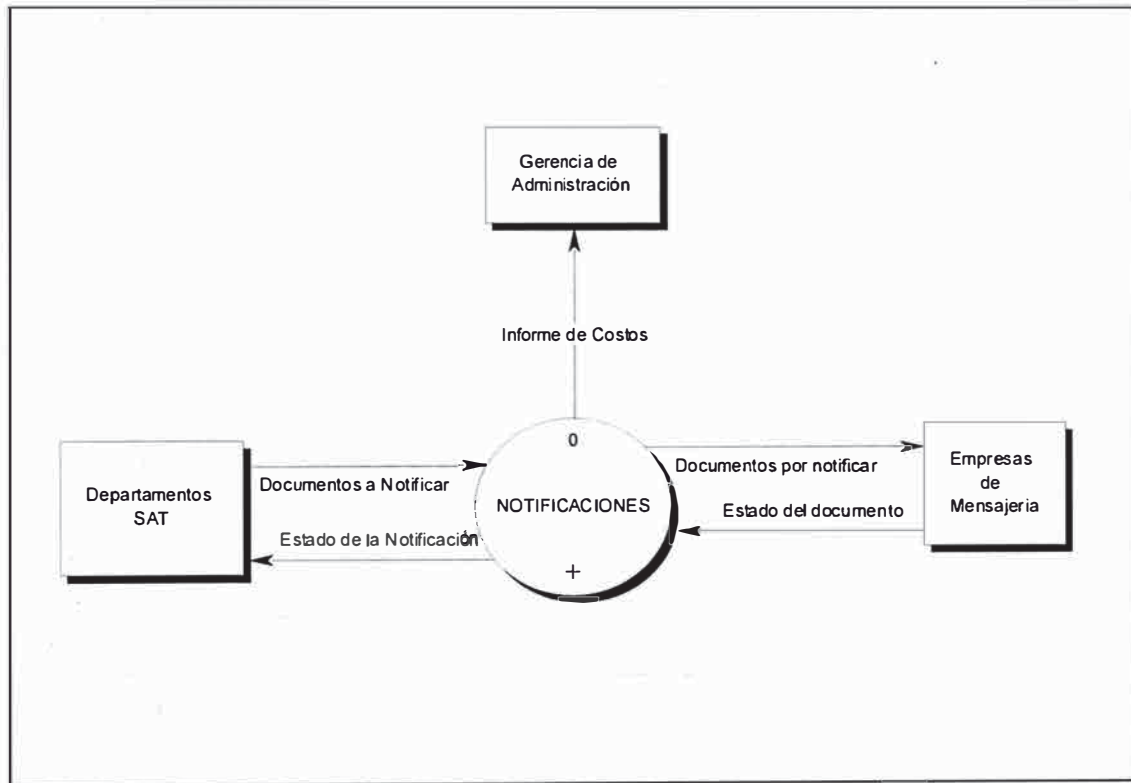 Gerencia de
Administración
Informe de Costos
0
Departamentos
SAT
Documentos a Notificar
Estado de la Notificación
NOTIFICACIONES
+
Documentos por notificar
Estado del documento
Empresas
de
Mensajeria